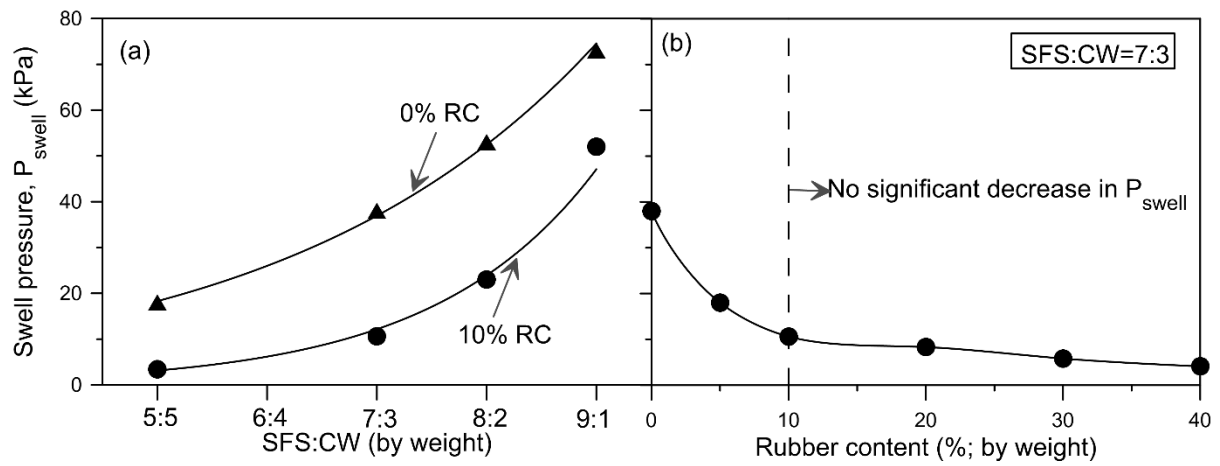 Swell pressure, P_swell (kPa)
80
60
40
20
0
(a)
0% RC
10% RC
5:5
6:4
7:3
8:2
9:1
SFS:CW (by weight)
(b)
SFS:CW=7:3
No significant decrease in P_swell
0
10
20
30
40
Rubber content (%; by weight)